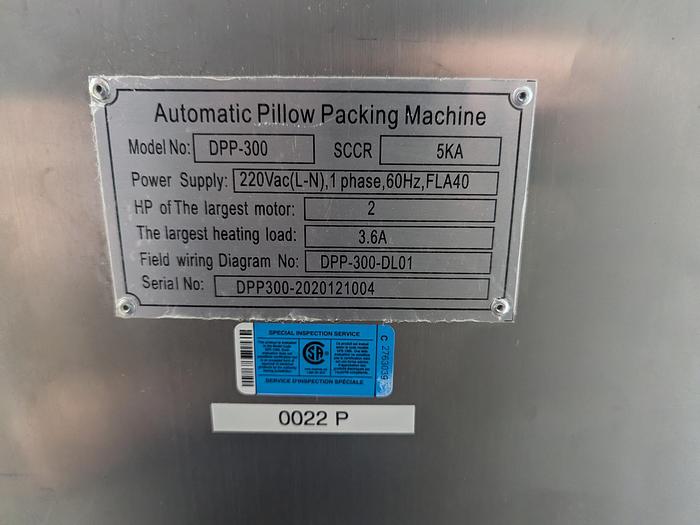 Automatic Pillow Packing Machine
Model No: DPP-300 SCCR 5KA
Power Supply: 220Vac(L-N),1 phase,60Hz,FLA40
HP of The largest motor: 2
The largest heating load: 3.6A
Field wiring Diagram No: DPP-300-DL01
Serial No: DPP300-2020121004
SPECIAL INSPECTION SERVICE
CSA
C 2763039
SERVICE D'INSPECTION SPÉCIALE
0022 P